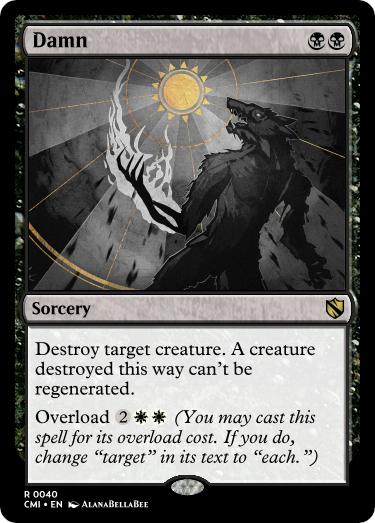 Damn
Sorcery
Destroy target creature. A creature
destroyed this way can't be
regenerated.
Overload 2 (You may cast this
spell for its overload cost. If you do,
change “target” in its text to “each.”)
R 0040
CMI • EN AlanaBellaBee